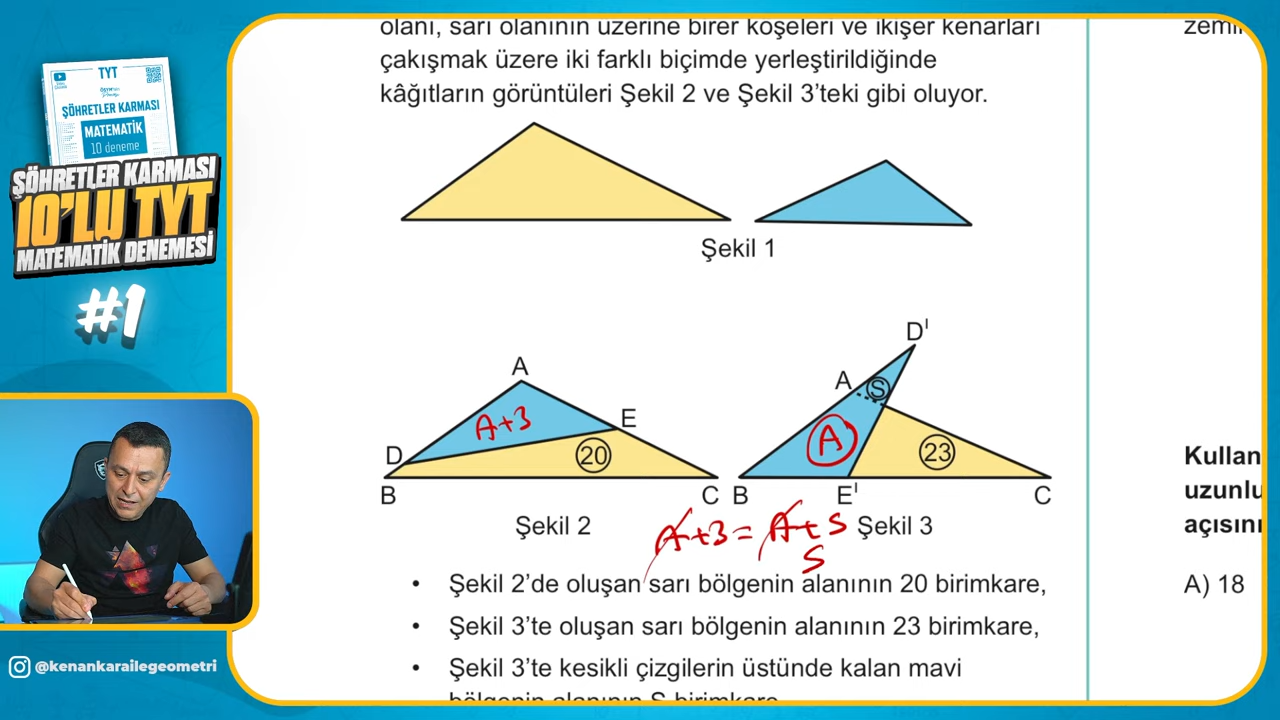 TYT
ŞÖHRETLER KARMASI
MATEMATİK
10 deneme
ŞÖHRETLER KARMASI
10'LU TYT
MATEMATİK DENEMESİ
#1
@kenankarailegeometri
olanı, sarı olanının üzerine birer köşeleri ve ikişer kenarları
çakışmak üzere iki farklı biçimde yerleştirildiğinde
kâğıtların görüntüleri Şekil 2 ve Şekil 3'teki gibi oluyor.
Şekil 1
A
A+3
E
D
20
B
C
Şekil 2
D'
A
S
A
23
B
E'
C
Şekil 3
A+3 = A+S
S
• Şekil 2'de oluşan sarı bölgenin alanının 20 birimkare,
• Şekil 3'te oluşan sarı bölgenin alanının 23 birimkare,
• Şekil 3'te kesikli çizgilerin üstünde kalan mavi
bölgenin alanının S birimkare
Kullan
uzunlu
açısını
A) 18